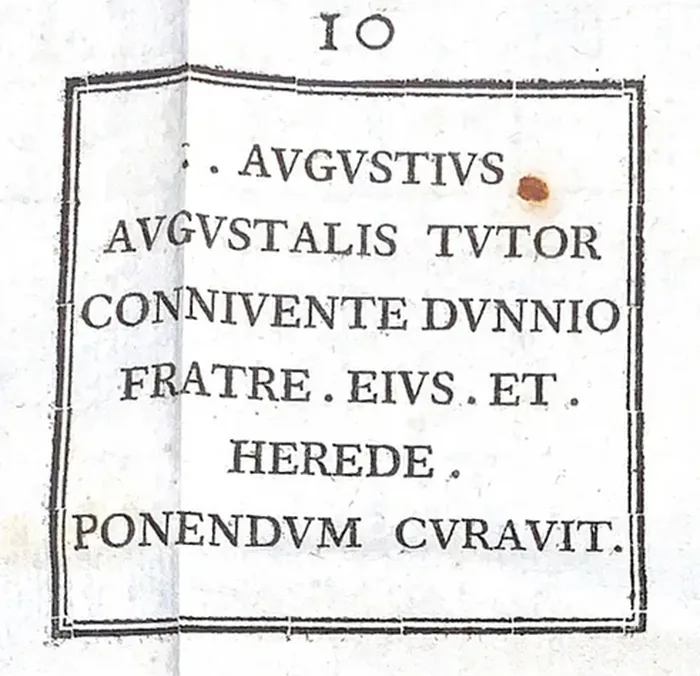 10
. . AVGVSTIVS
AVGVSTALIS TVTOR
CONNIVENTE DVNNIO
FRATRE . EIVS . ET .
HEREDE .
PONENDVM CVRAVIT.